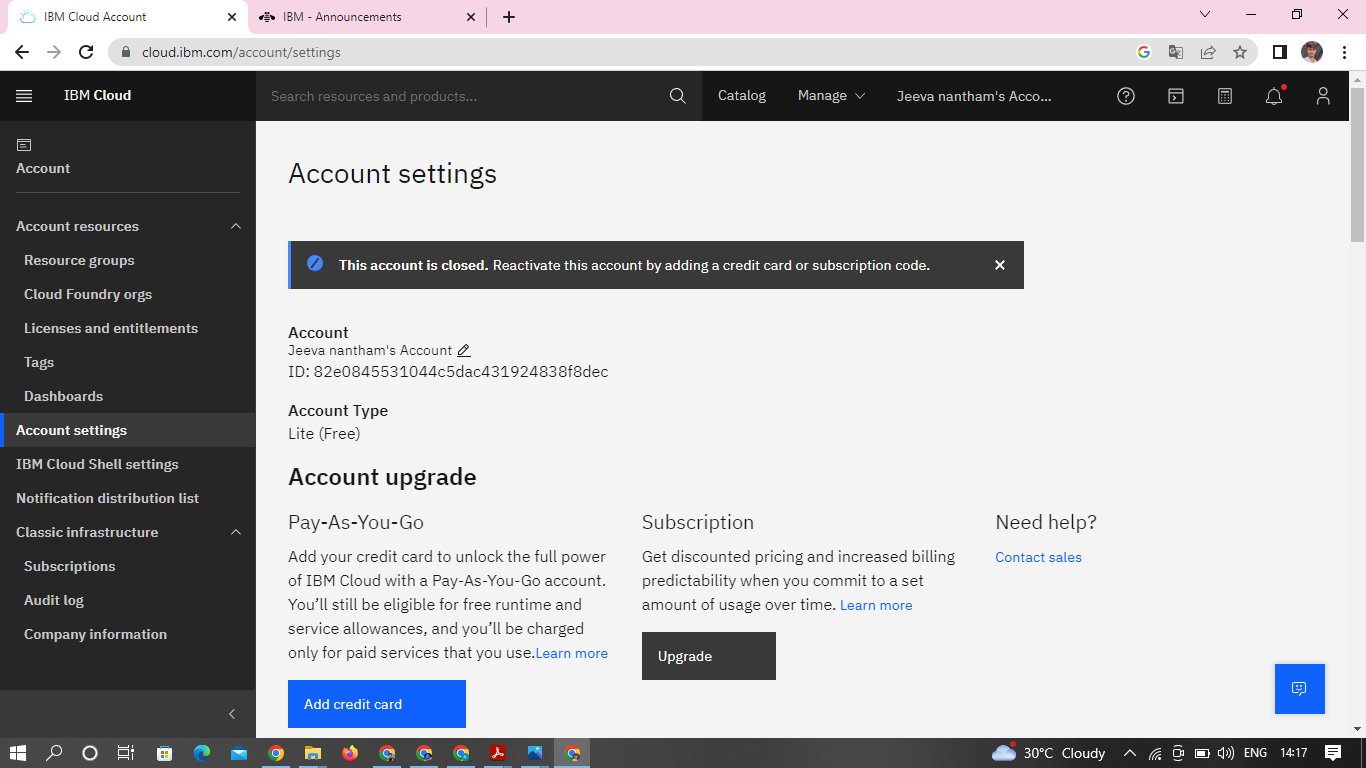 IBM Cloud Account
IBM - Announcements
cloud.ibm.com/account/settings
IBM Cloud
Search resources and products...
Catalog
Manage
Jeeva nantham's Acco...
Account
Account resources
Resource groups
Cloud Foundry orgs
Licenses and entitlements
Tags
Dashboards
Account settings
IBM Cloud Shell settings
Notification distribution list
Classic infrastructure
Subscriptions
Audit log
Company information
Account settings
This account is closed. Reactivate this account by adding a credit card or subscription code.
Account
Jeeva nantham's Account
ID: 82e0845531044c5dac431924838f8dec
Account Type
Lite (Free)
Account upgrade
Pay-As-You-Go
Add your credit card to unlock the full power
of IBM Cloud with a Pay-As-You-Go account.
You’ll still be eligible for free runtime and
service allowances, and you’ll be charged
only for paid services that you use.Learn more
Add credit card
Subscription
Get discounted pricing and increased billing
predictability when you commit to a set
amount of usage over time. Learn more
Upgrade
Need help?
Contact sales
30°C Cloudy
ENG
14:17